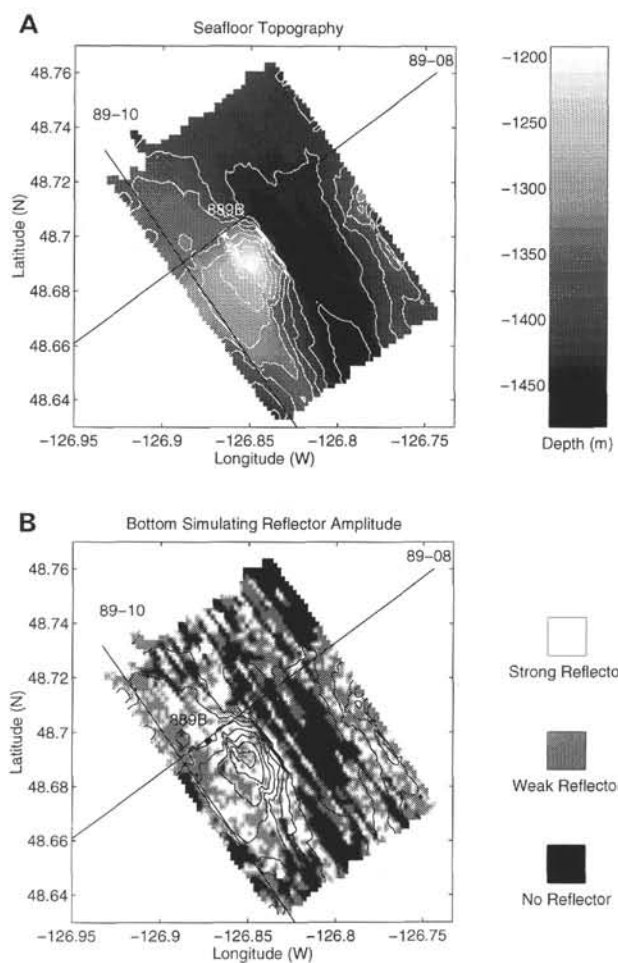 A
Seafloor Topography
89-08
89-10
889B
48.76
48.74
48.72
48.7
48.68
48.66
48.64
Latitude (N)
-126.95
-126.9
-126.85
-126.8
-126.75
Longitude (W)
-1200
-1250
-1300
-1350
-1400
-1450
Depth (m)
B
Bottom Simulating Reflector Amplitude
89-08
89-10
889B
48.76
48.74
48.72
48.7
48.68
48.66
48.64
Latitude (N)
-126.95
-126.9
-126.85
-126.8
-126.75
Longitude (W)
Strong Reflector
Weak Reflector
No Reflector